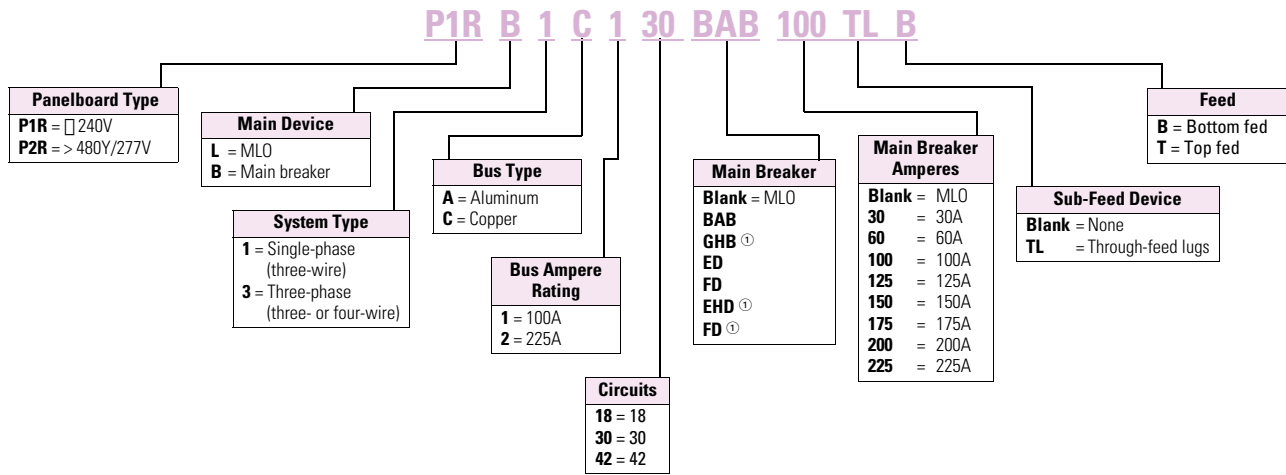 P1R B 1 C 1 30 BAB 100 TL B
Panelboard Type
P1R = 240V
P2R = > 480Y/277V
Main Device
L = MLO
B = Main breaker
System Type
1 = Single-phase
(three-wire)
3 = Three-phase
(three- or four-wire)
Bus Type
A = Aluminum
C = Copper
Bus Ampere
Rating
1 = 100A
2 = 225A
Circuits
18 = 18
30 = 30
42 = 42
Main Breaker
Blank = MLO
BAB
GHB ①
ED
FD
EHD ①
FD ①
Main Breaker
Amperes
Blank = MLO
30 = 30A
60 = 60A
100 = 100A
125 = 125A
150 = 150A
175 = 175A
200 = 200A
225 = 225A
Sub-Feed Device
Blank = None
TL = Through-feed lugs
Feed
B = Bottom fed
T = Top fed